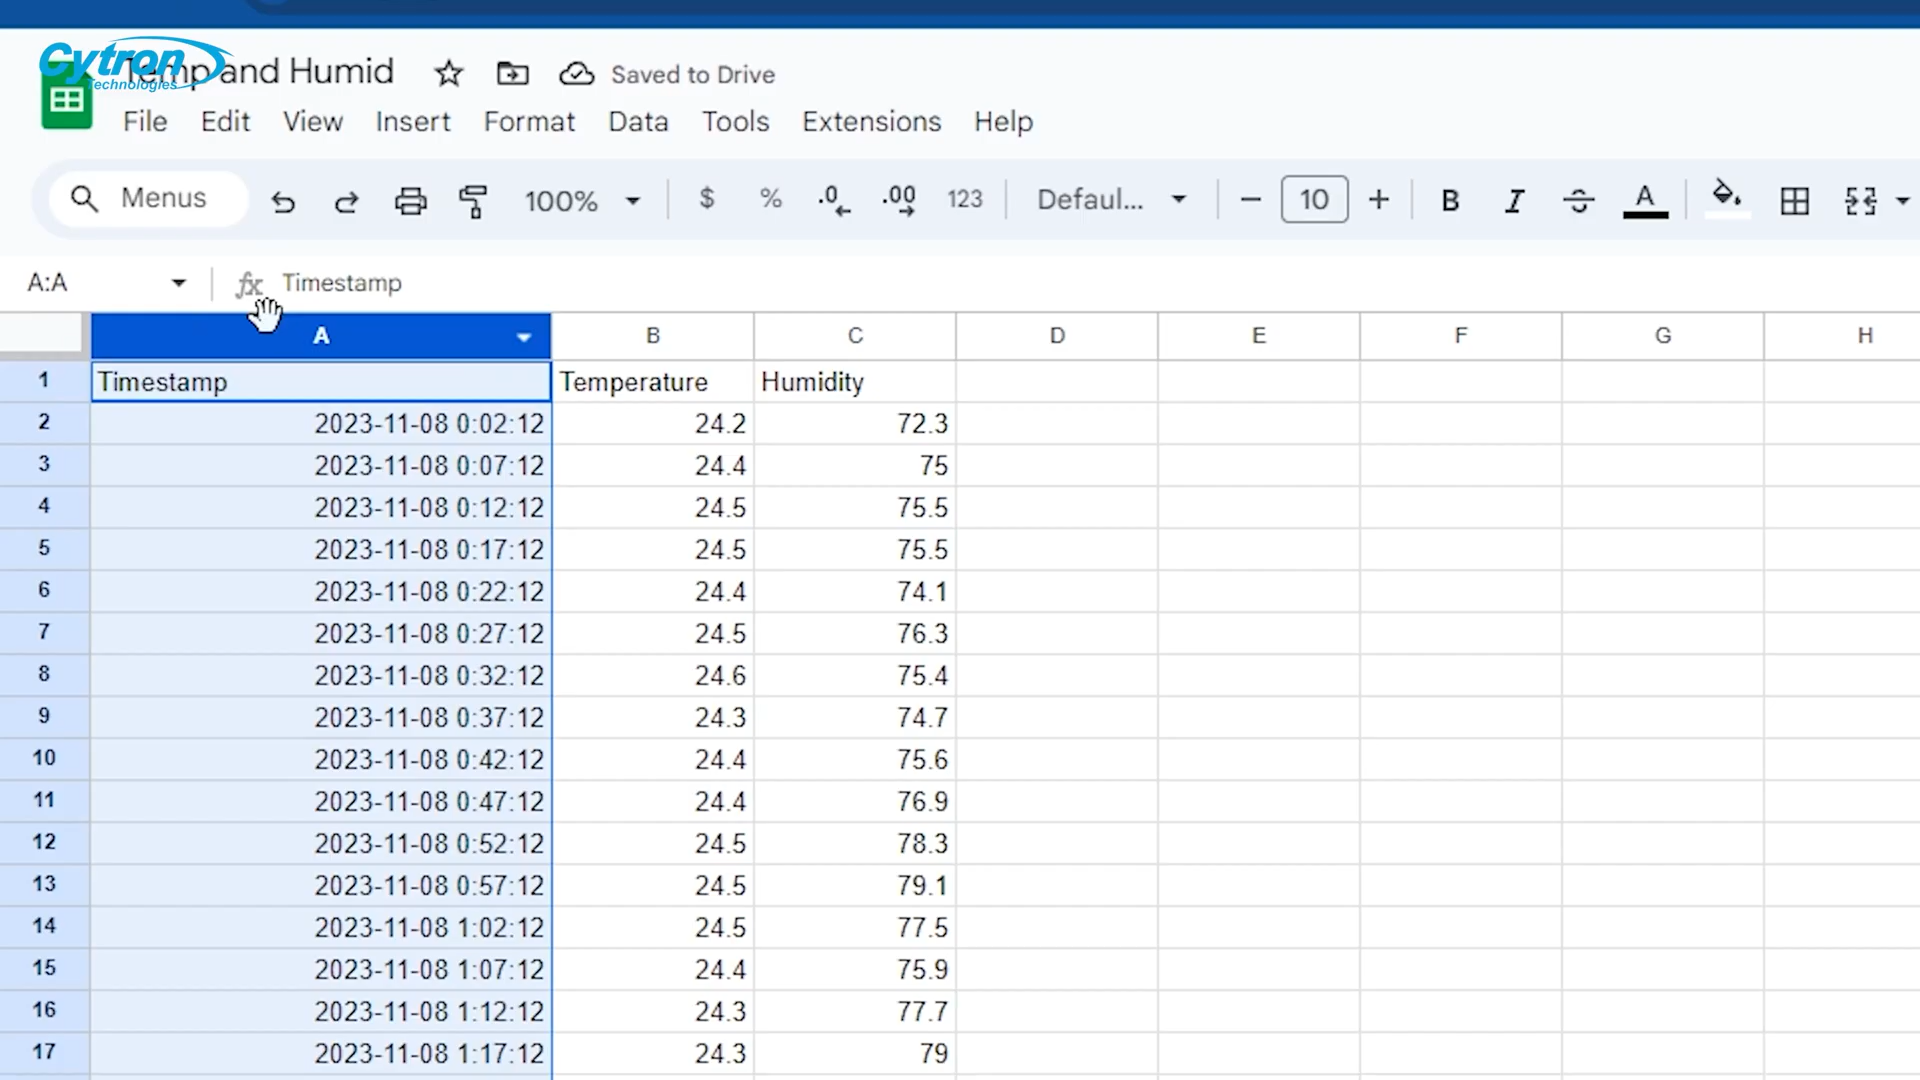 Cytron
Technologies
Temp and Humid Saved to Drive
File Edit View Insert Format Data Tools Extensions Help
Menus 100% $ % .0 .00 123 Defaul... 10 B I S A
A:A fx Timestamp
A B C D E F G H
1 Timestamp Temperature Humidity
2 2023-11-08 0:02:12 24.2 72.3
3 2023-11-08 0:07:12 24.4 75
4 2023-11-08 0:12:12 24.5 75.5
5 2023-11-08 0:17:12 24.5 75.5
6 2023-11-08 0:22:12 24.4 74.1
7 2023-11-08 0:27:12 24.5 76.3
8 2023-11-08 0:32:12 24.6 75.4
9 2023-11-08 0:37:12 24.3 74.7
10 2023-11-08 0:42:12 24.4 75.6
11 2023-11-08 0:47:12 24.4 76.9
12 2023-11-08 0:52:12 24.5 78.3
13 2023-11-08 0:57:12 24.5 79.1
14 2023-11-08 1:02:12 24.5 77.5
15 2023-11-08 1:07:12 24.4 75.9
16 2023-11-08 1:12:12 24.3 77.7
17 2023-11-08 1:17:12 24.3 79